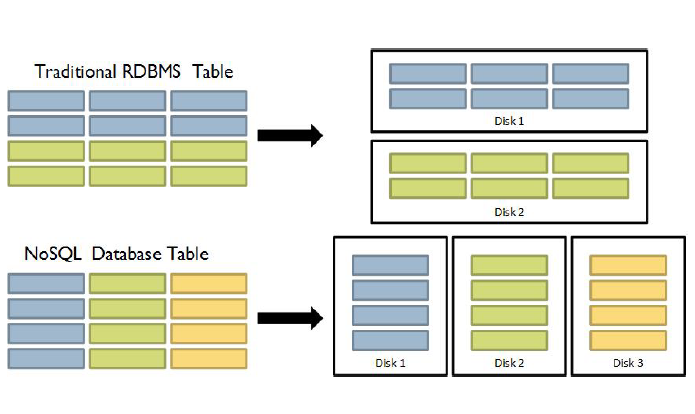 Traditional RDBMS Table
Disk 1
Disk 2
NoSQL Database Table
Disk 1
Disk 2
Disk 3